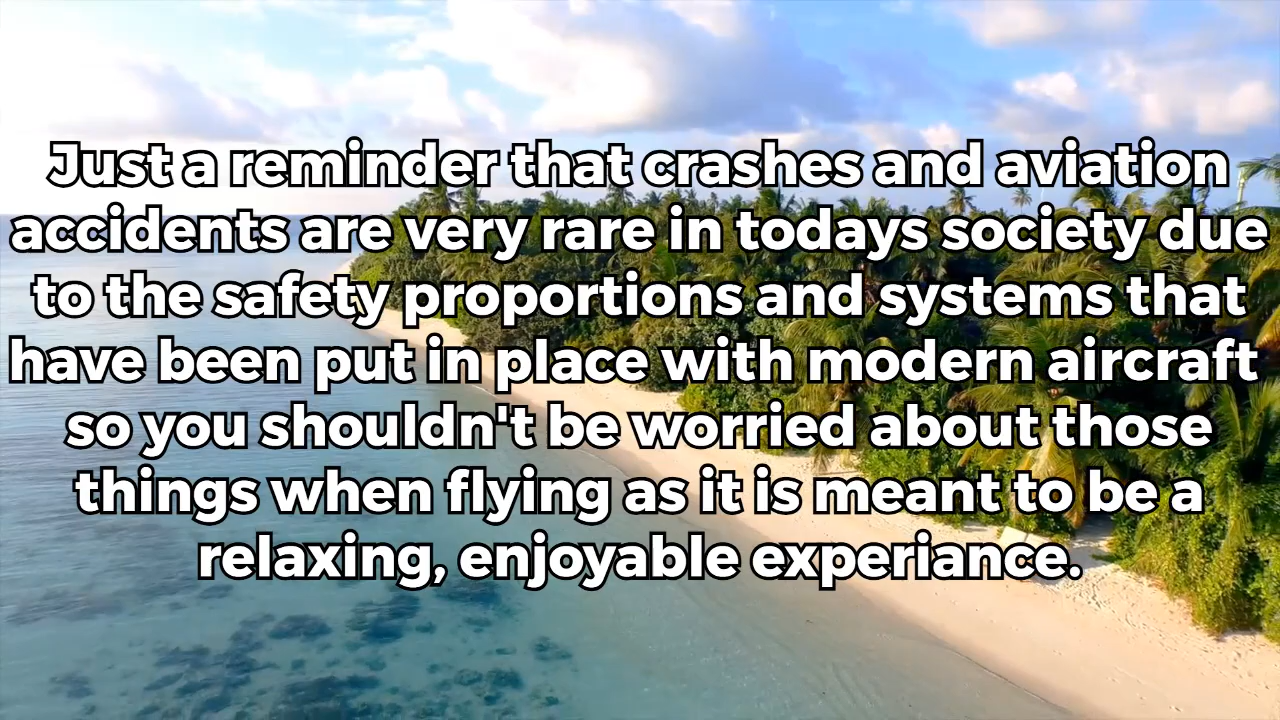 Just a reminder that crashes and aviation
accidents are very rare in todays society due
to the safety proportions and systems that
have been put in place with modern aircraft
so you shouldn't be worried about those
things when flying as it is meant to be a
relaxing, enjoyable experiance.